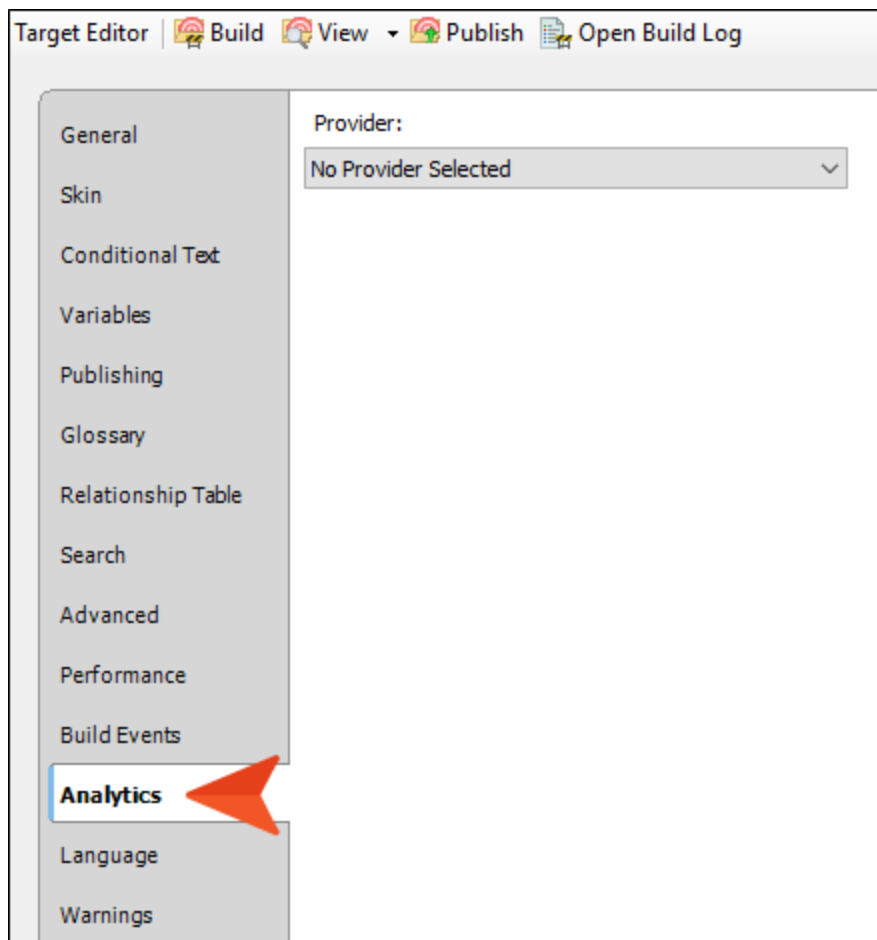 Target Editor Build View Publish Open Build Log
General
Provider:
No Provider Selected
Skin
Conditional Text
Variables
Publishing
Glossary
Relationship Table
Search
Advanced
Performance
Build Events
Analytics
Language
Warnings